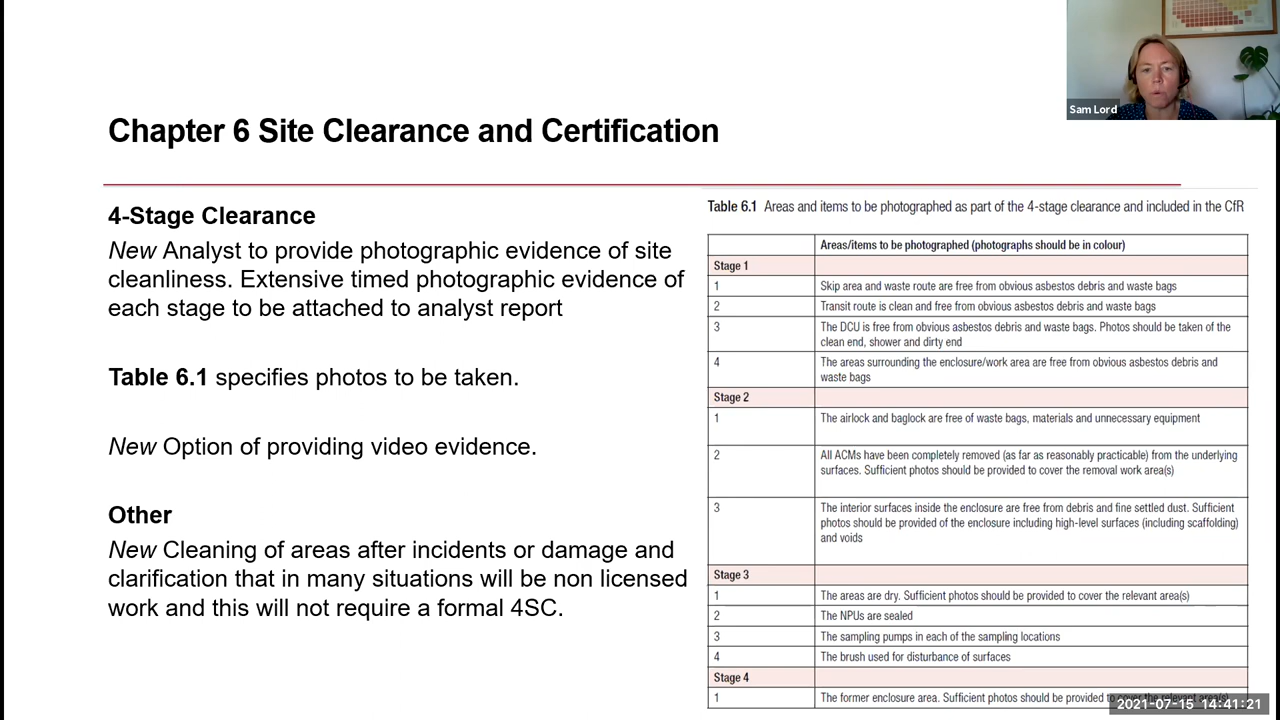 Sam Lord
Chapter 6 Site Clearance and Certification
4-Stage Clearance
New Analyst to provide photographic evidence of site
cleanliness. Extensive timed photographic evidence of
each stage to be attached to analyst report
Table 6.1 specifies photos to be taken.
New Option of providing video evidence.
Other
New Cleaning of areas after incidents or damage and
clarification that in many situations will be non licensed
work and this will not require a formal 4SC.
Table 6.1 Areas and items to be photographed as part of the 4-stage clearance and included in the CfR
Areas/items to be photographed (photographs should be in colour)
Stage 1
1 Skip area and waste route are free from obvious asbestos debris and waste bags
2 Transit route is clean and free from obvious asbestos debris and waste bags
3 The DCU is free from obvious asbestos debris and waste bags. Photos should be taken of the
clean end, shower and dirty end
4 The areas surrounding the enclosure/work area are free from obvious asbestos debris and
waste bags
Stage 2
1 The airlock and baglock are free of waste bags, materials and unnecessary equipment
2 All ACMs have been completely removed (as far as reasonably practicable) from the underlying
surfaces. Sufficient photos should be provided to cover the removal work area(s)
3 The interior surfaces inside the enclosure are free from debris and fine settled dust. Sufficient
photos should be provided of the enclosure including high-level surfaces (including scaffolding)
and voids
Stage 3
1 The areas are dry. Sufficient photos should be provided to cover the relevant area(s)
2 The NPUs are sealed
3 The sampling pumps in each of the sampling locations
4 The brush used for disturbance of surfaces
Stage 4
1 The former enclosure area. Sufficient photos should be provided to cover the relevant area(s)
2021-07-15 14:41:21